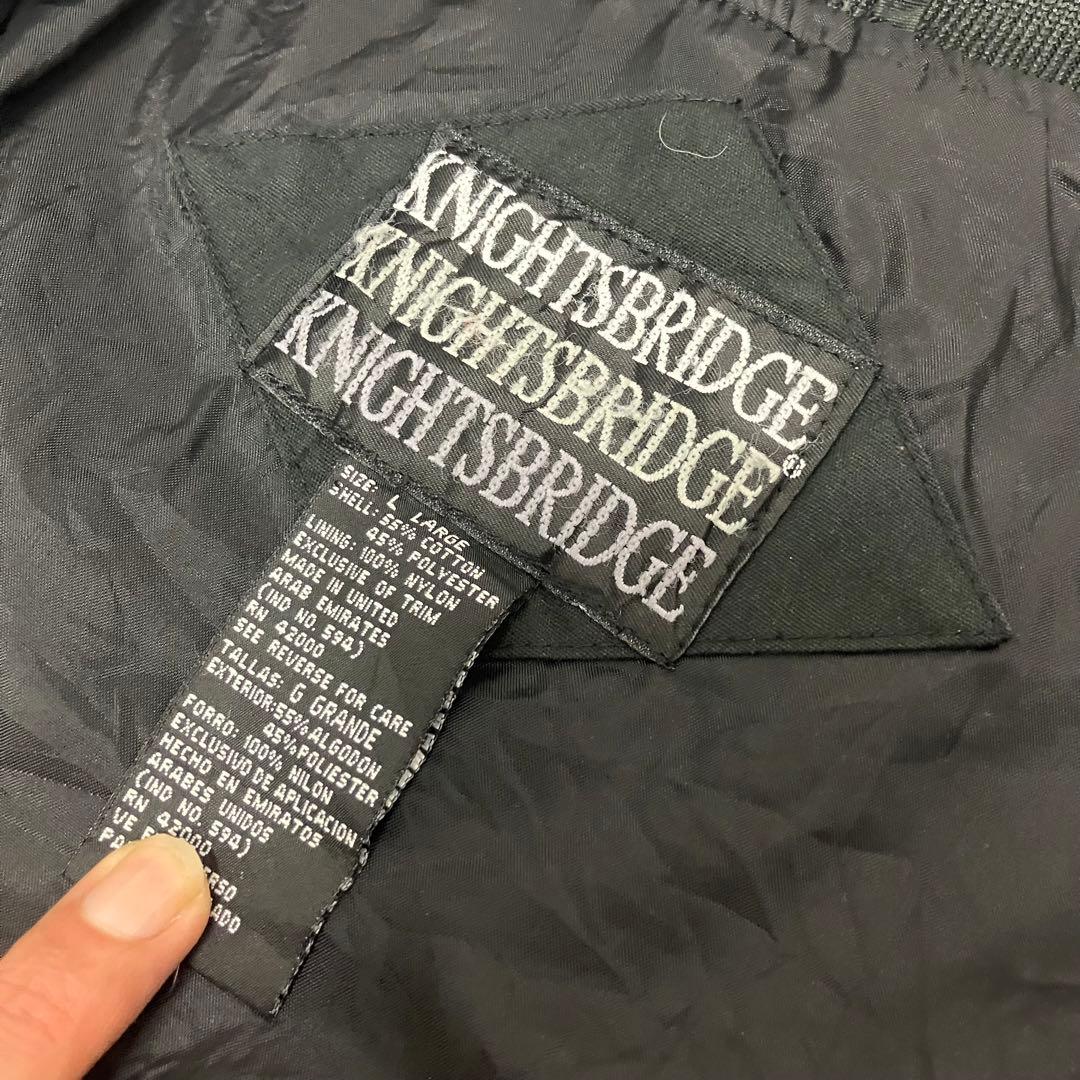 KNIGHTSBRIDGE
KNIGHTSBRIDGE®
KNIGHTSBRIDGE
SIZE: L LARGE
SHELL: 55% COTTON
45% POLYESTER
LINING: 100% NYLON
EXCLUSIVE OF TRIM
MADE IN UNITED
ARAB EMIRATES
(IND NO. 594)
RN 42000
SEE REVERSE FOR CARE
TALLAS: G GRANDE
EXTERIOR:55%ALGODON
45%POLIESTER
FORRO: 100% NILON
EXCLUSIVO DE APLICACION
HECHO EN EMIRATOS
ARABES UNIDOS
(IND NO. 594)
RN 42000
VE